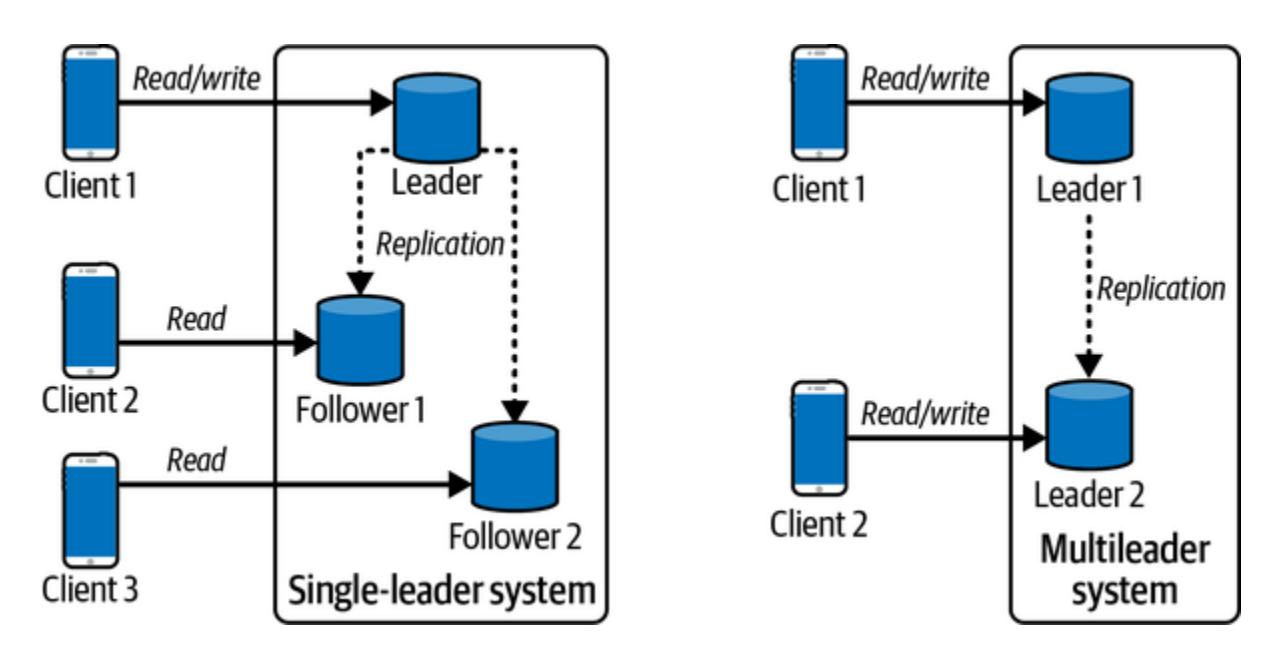 Read/write
Client 1
Leader
Replication
Read
Client 2
Follower 1
Read
Client 3
Follower 2
Single-leader system
Read/write
Client 1
Leader 1
Replication
Read/write
Client 2
Leader 2
Multileader
system